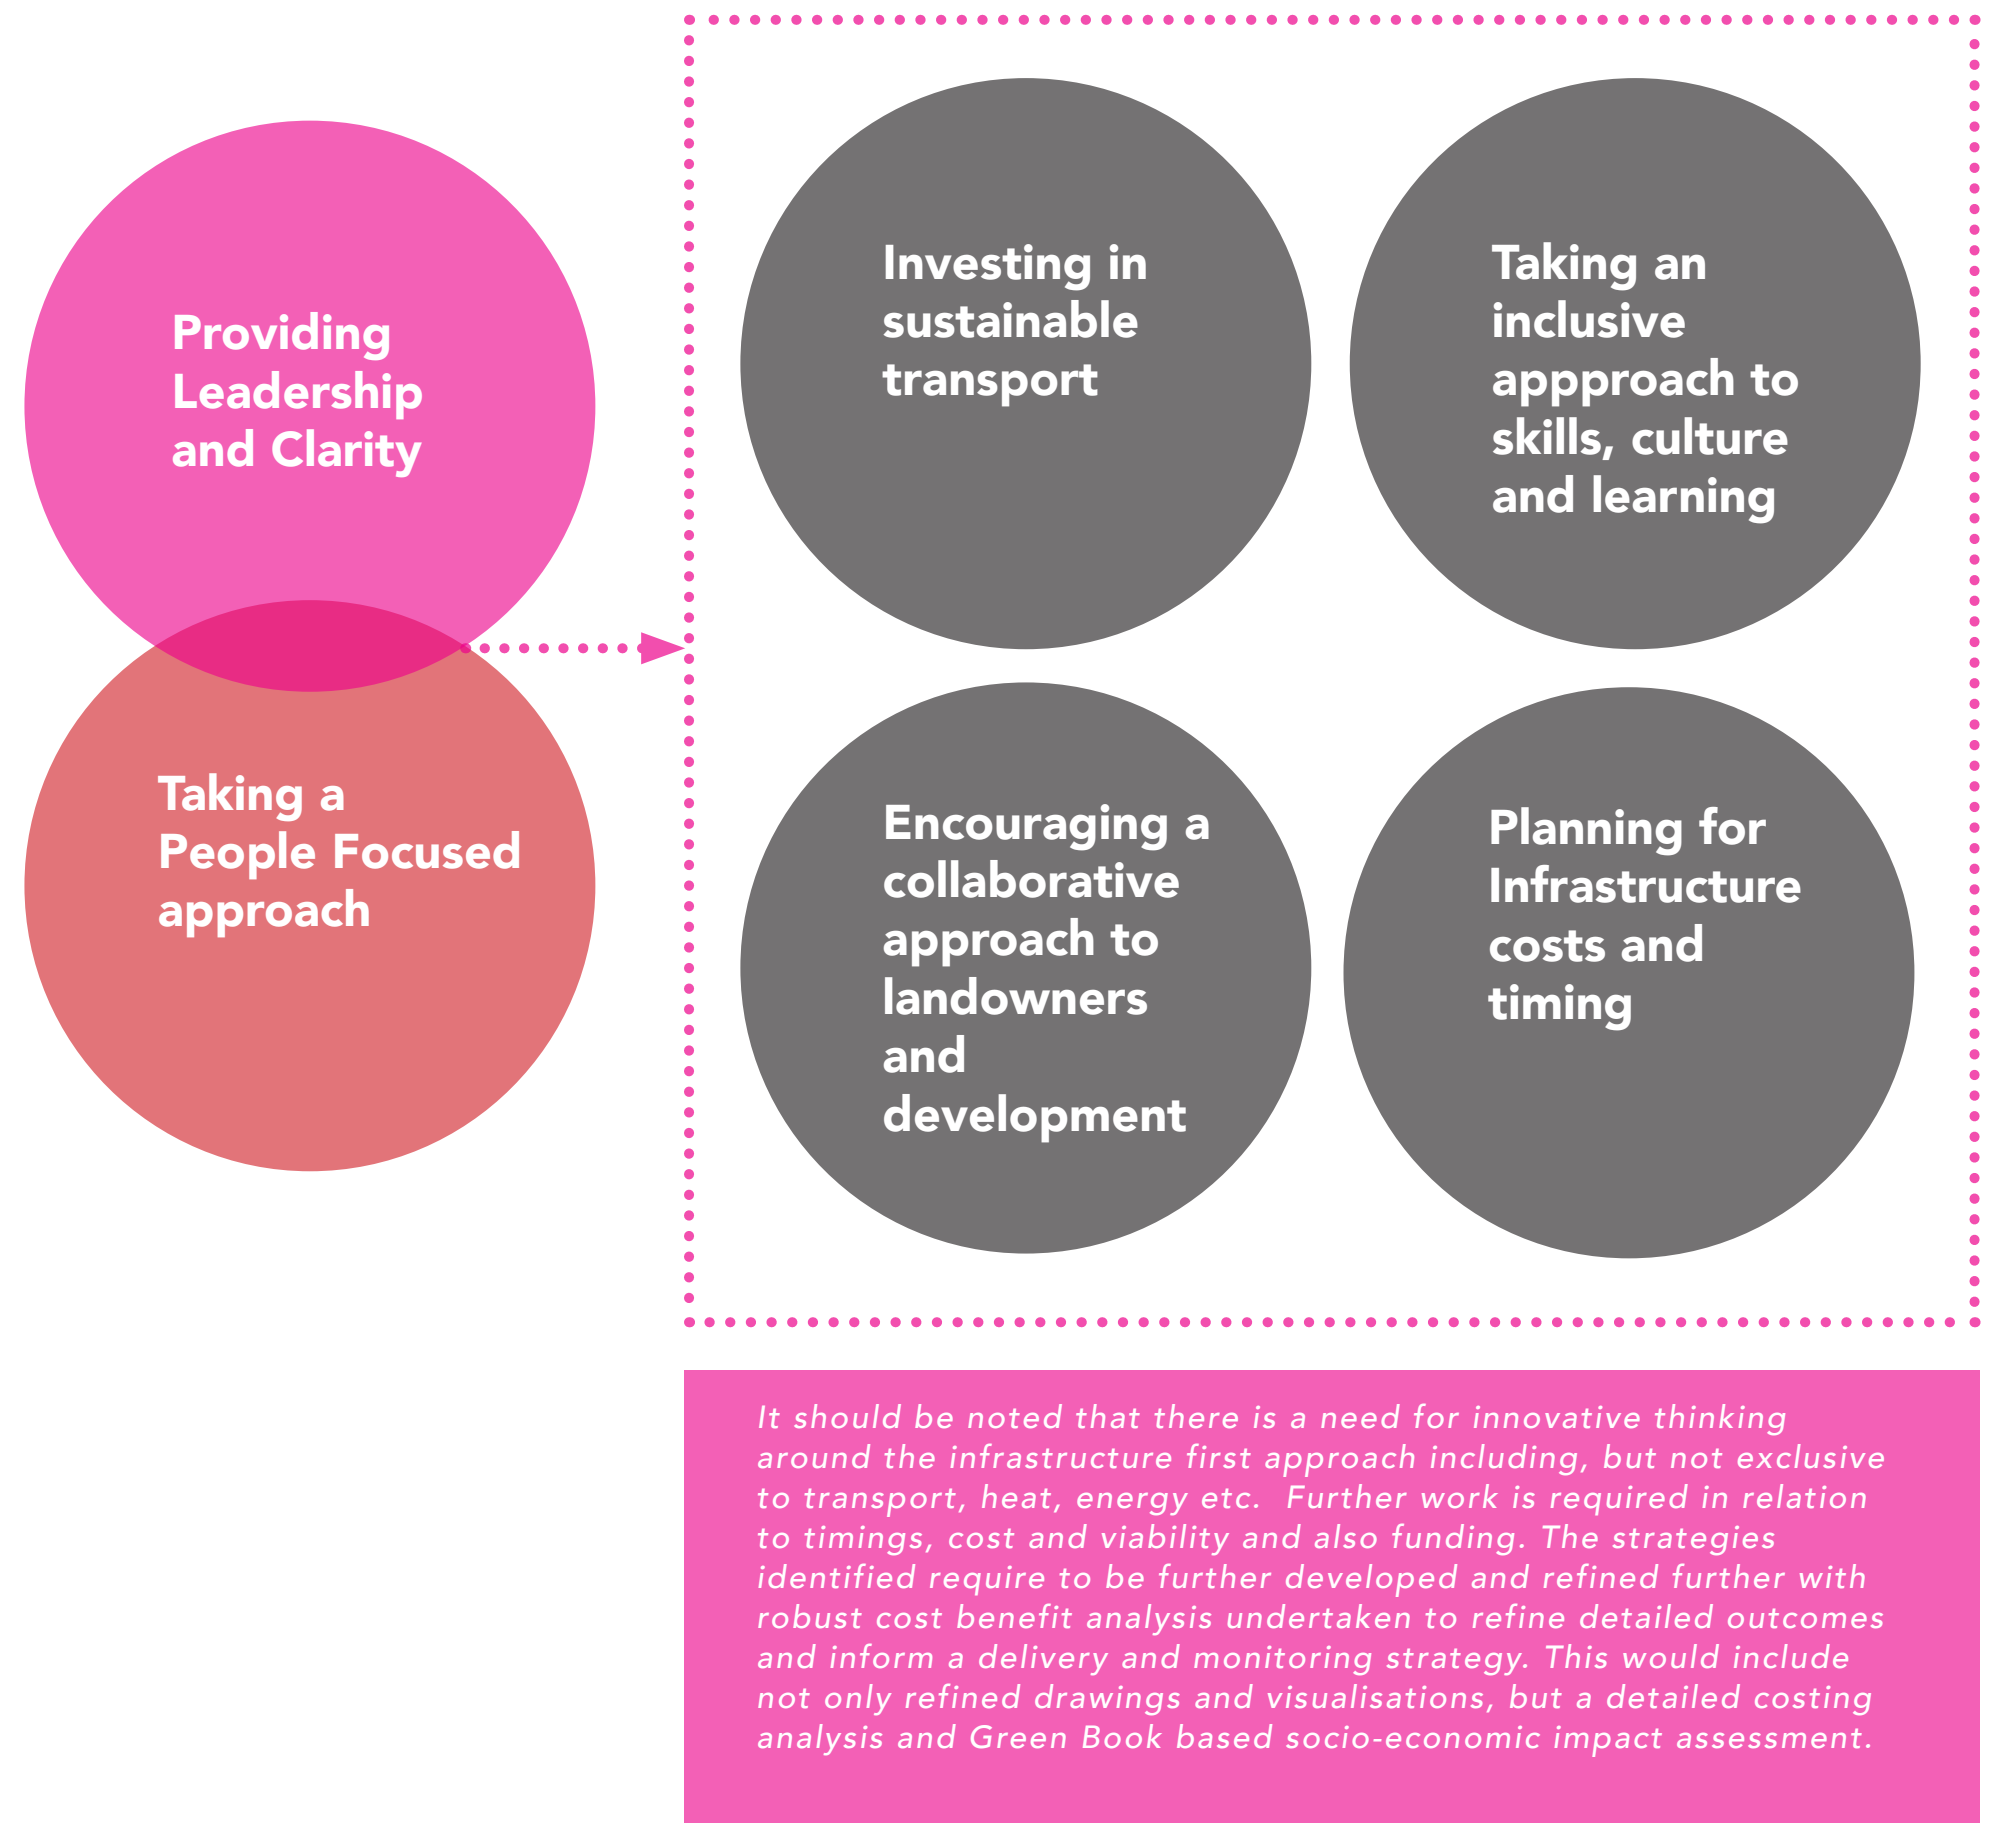 Providing
Leadership
and Clarity
Taking a
People Focused
approach
Investing in
sustainable
transport
Taking an
inclusive
appproach to
skills, culture
and learning
Encouraging a
collaborative
approach to
landowners
and
development
Planning for
Infrastructure
costs and
timing
It should be noted that there is a need for innovative thinking
around the infrastructure first approach including, but not exclusive
to transport, heat, energy etc.  Further work is required in relation
to timings, cost and viability and also funding. The strategies
identified require to be further developed and refined further with
robust cost benefit analysis undertaken to refine detailed outcomes
and inform a delivery and monitoring strategy. This would include
not only refined drawings and visualisations, but a detailed costing
analysis and Green Book based socio-economic impact assessment.